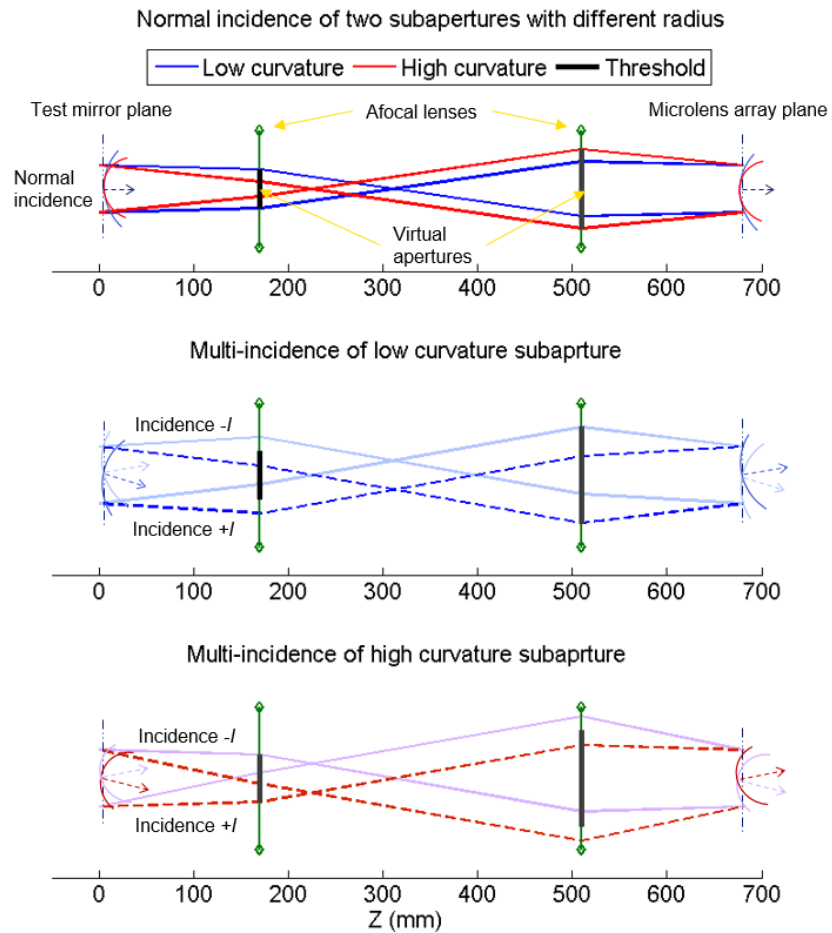 Normal incidence of two subapertures with different radius
Low curvature High curvature Threshold
Test mirror plane Afocal lenses Microlens array plane
Normal
incidence
Virtual
apertures
0 100 200 300 400 500 600 700
Multi-incidence of low curvature subaprture
Incidence -I
Incidence +I
0 100 200 300 400 500 600 700
Multi-incidence of high curvature subaprture
Incidence -I
Incidence +I
0 100 200 300 400 500 600 700
Z (mm)